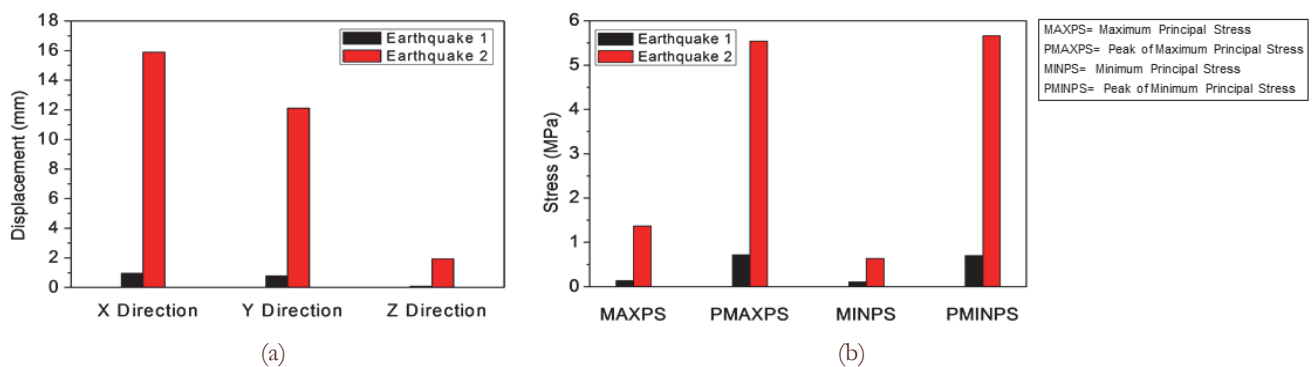 18
16
14
12
10
8
6
4
2
0
Displacement (mm)
Earthquake 1
Earthquake 2
X Direction Y Direction Z Direction
(a)
6
5
4
3
2
1
0
Stress (MPa)
Earthquake 1
Earthquake 2
MAXPS PMAXPS MINPS PMINPS
(b)
MAXPS= Maximum Principal Stress
PMAXPS= Peak of Maximum Principal Stress
MINPS= Minimum Principal Stress
PMINPS= Peak of Minimum Principal Stress